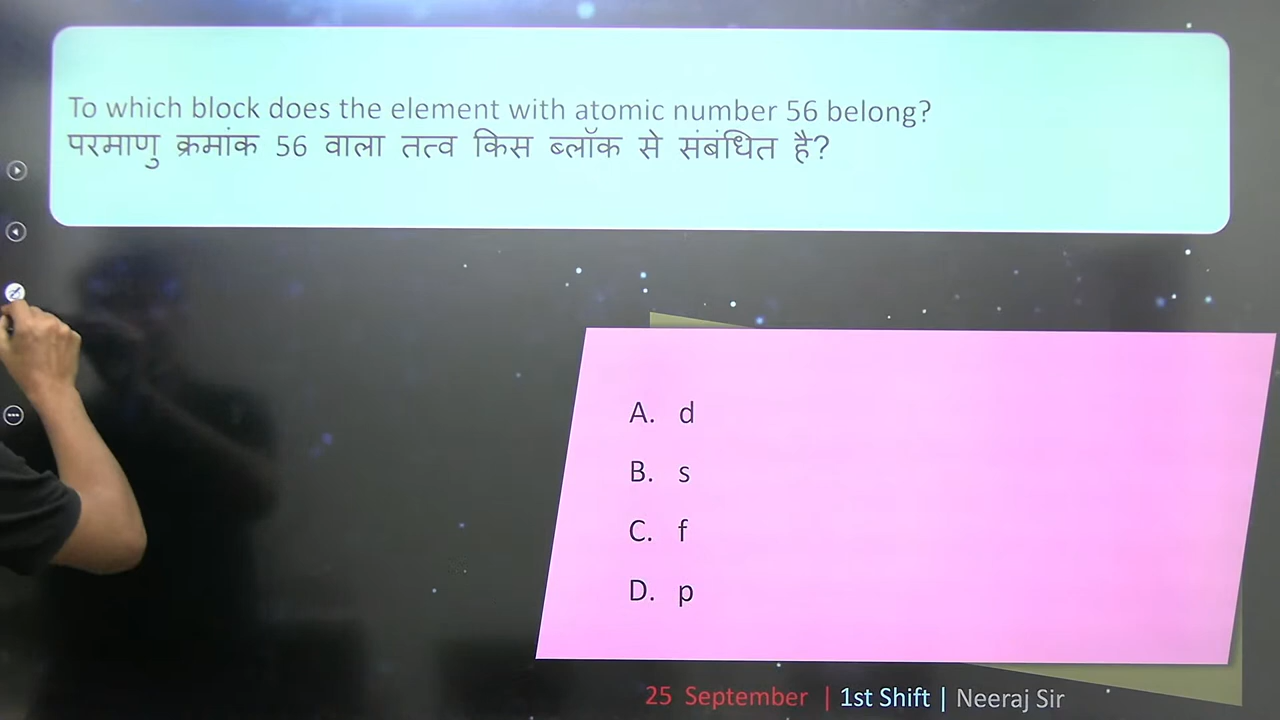 To which block does the element with atomic number 56 belong?
परमाणु क्रमांक 56 वाला तत्व किस ब्लॉक से संबंधित है?
A. d
B. s
C. f
D. p
25 September | 1st Shift | Neeraj Sir